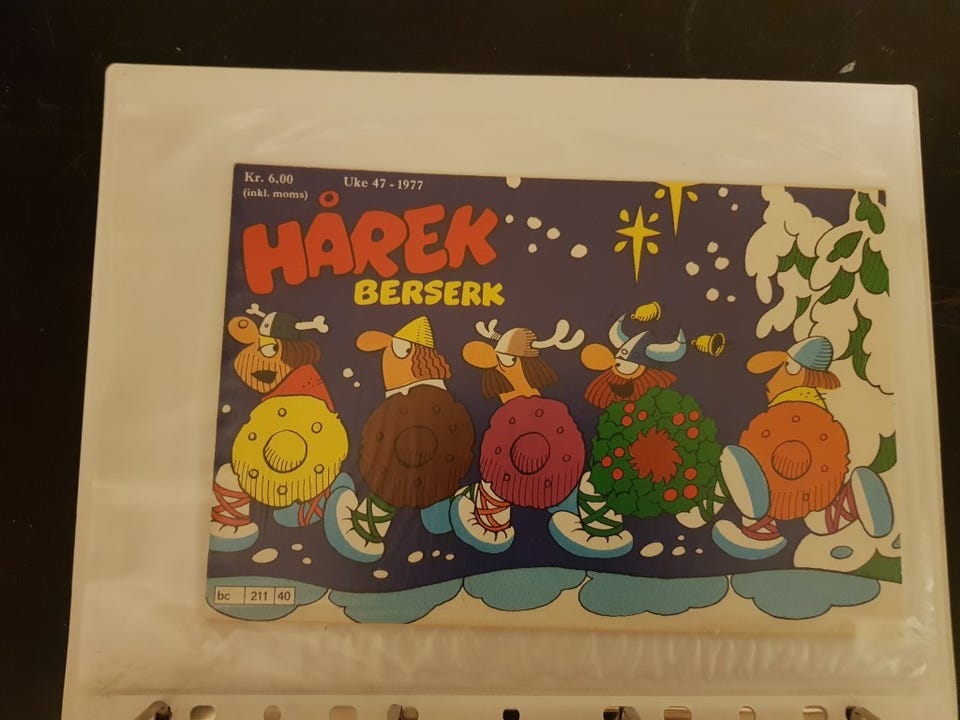 Kr. 6,00
(inkl. moms)
Uke 47 - 1977
HÅREK
BERSERK
bc 211 40